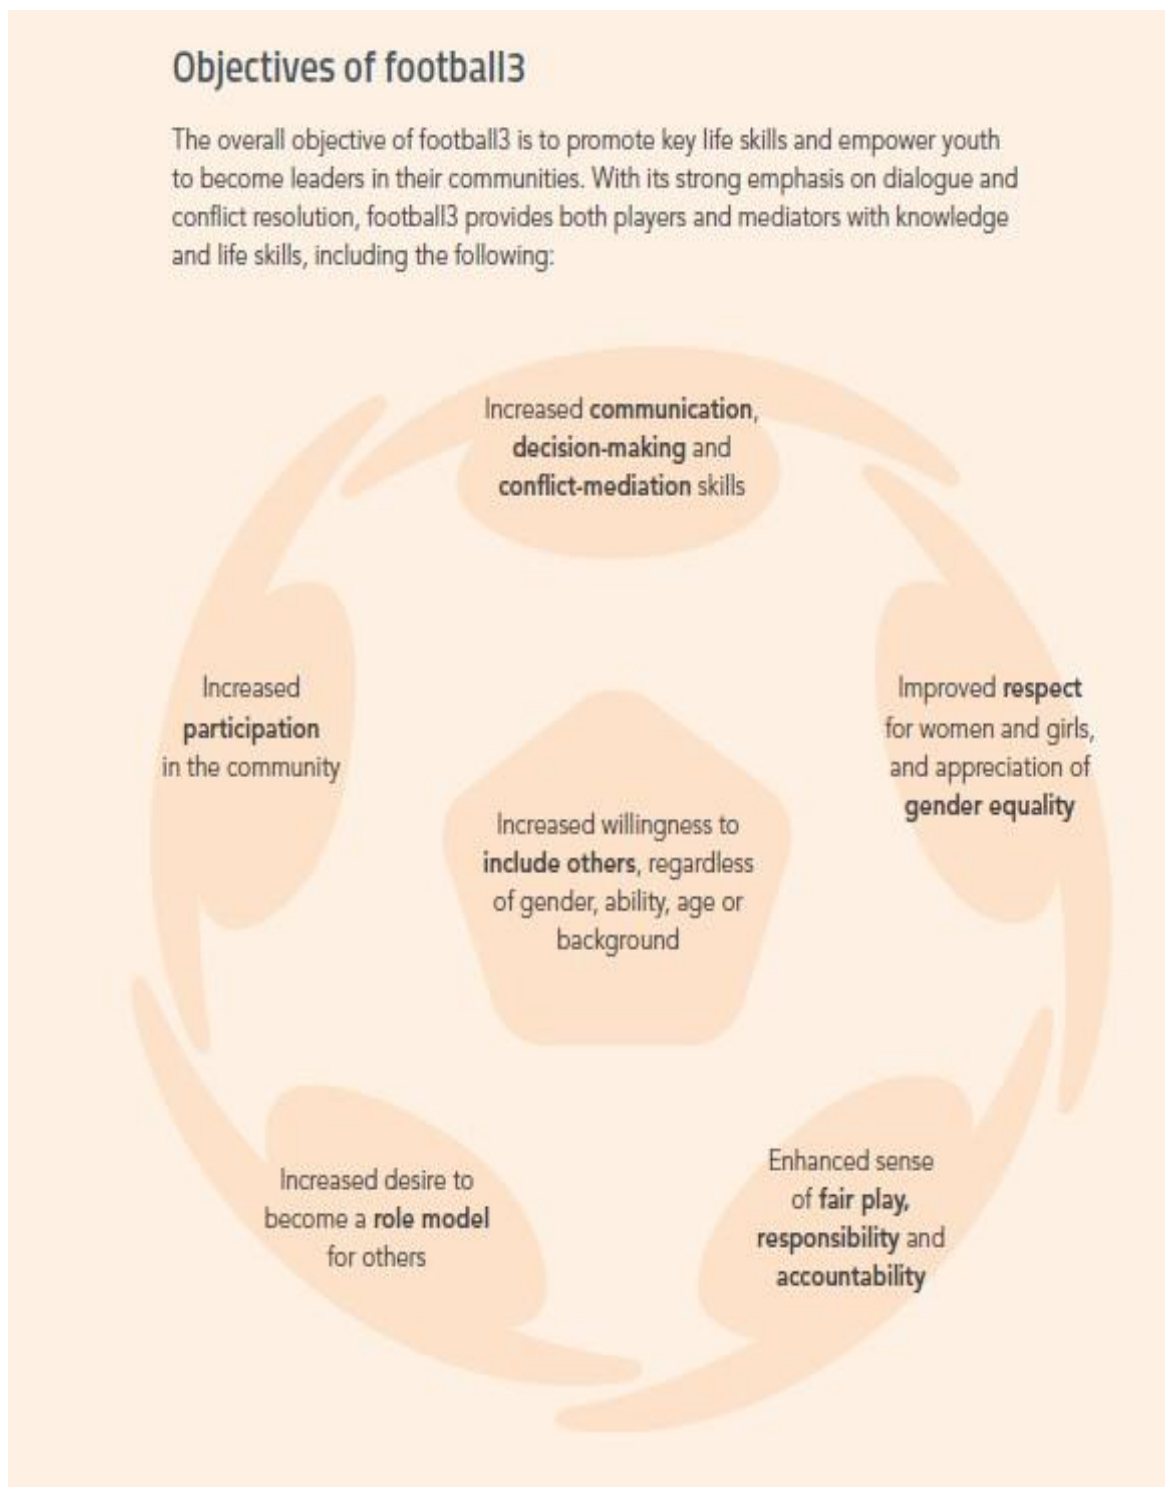 Objectives of football3
The overall objective of football3 is to promote key life skills and empower youth
to become leaders in their communities. With its strong emphasis on dialogue and
conflict resolution, football3 provides both players and mediators with knowledge
and life skills, including the following:
Increased communication,
decision-making and
conflict-mediation skills
Increased
participation
in the community
Improved respect
for women and girls,
and appreciation of
gender equality
Increased willingness to
include others, regardless
of gender, ability, age or
background
Increased desire to
become a role model
for others
Enhanced sense
of fair play,
responsibility and
accountability